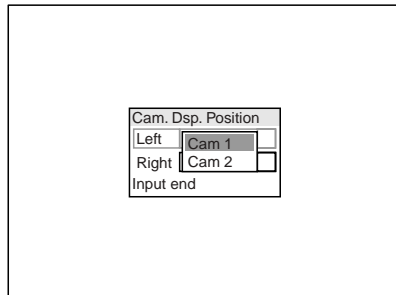 Cam. Dsp. Position
Left
Cam 1
Right
Cam 2
Input end